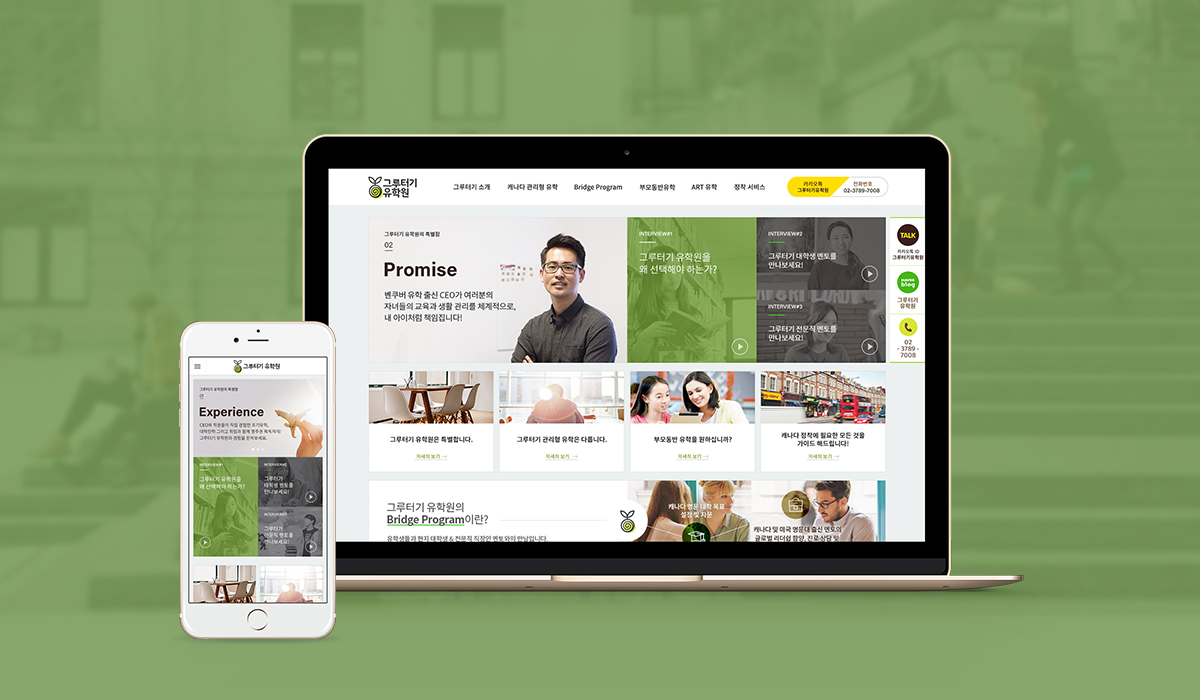 그루터기
유학원
그루터기 소개
캐나다 관리형 유학
Bridge Program
부모동반유학
ART 유학
정착 서비스
카카오톡
그루터기유학원
전화번호
02-3789-7008
그루터기 유학원의 특별함
02
Promise
벤쿠버 유학 출신 CEO가 여러분의
자녀들의 교육과 생활 관리를 체계적으로,
내 아이처럼 책임집니다!
INTERVIEW#1
그루터기 유학원을
왜 선택해야 하는가?
INTERVIEW#2
그루터기 대학생 멘토를
만나보세요!
INTERVIEW#3
그루터기 전문직 멘토를
만나보세요!
TALK
카카오톡 ID
그루터기유학원
blog
그루터기
유학원
02
- 3789 -
7008
그루터기 유학원은 특별합니다.
자세히 보기
그루터기 관리형 유학은 다릅니다.
자세히 보기
부모동반 유학을 원하십니까?
자세히 보기
캐나다 정착에 필요한 모든 것을
가이드 해드립니다!
자세히 보기
그루터기 유학원의
Bridge Program이란?
유학생들과 현지 대학생 & 전문직 직장인 멘토와의 만남입니다.
캐나다 명문 대학 목표
설정 및 자문
캐나다 및 미국 명문대 출신 멘토의
글로벌 리더쉽 함양, 진로 상담 및
그루터기 유학원
그루터기 유학원의 특별함
01
Experience
그루터기 유학원의 경험을 믿어보세요.
INTERVIEW#1
그루터기 유학원을
왜 선택해야 하는가?
INTERVIEW#2
그루터기
대학생 멘토를
만나보세요!
INTERVIEW#3
그루터기
전문직 멘토를
만나보세요!